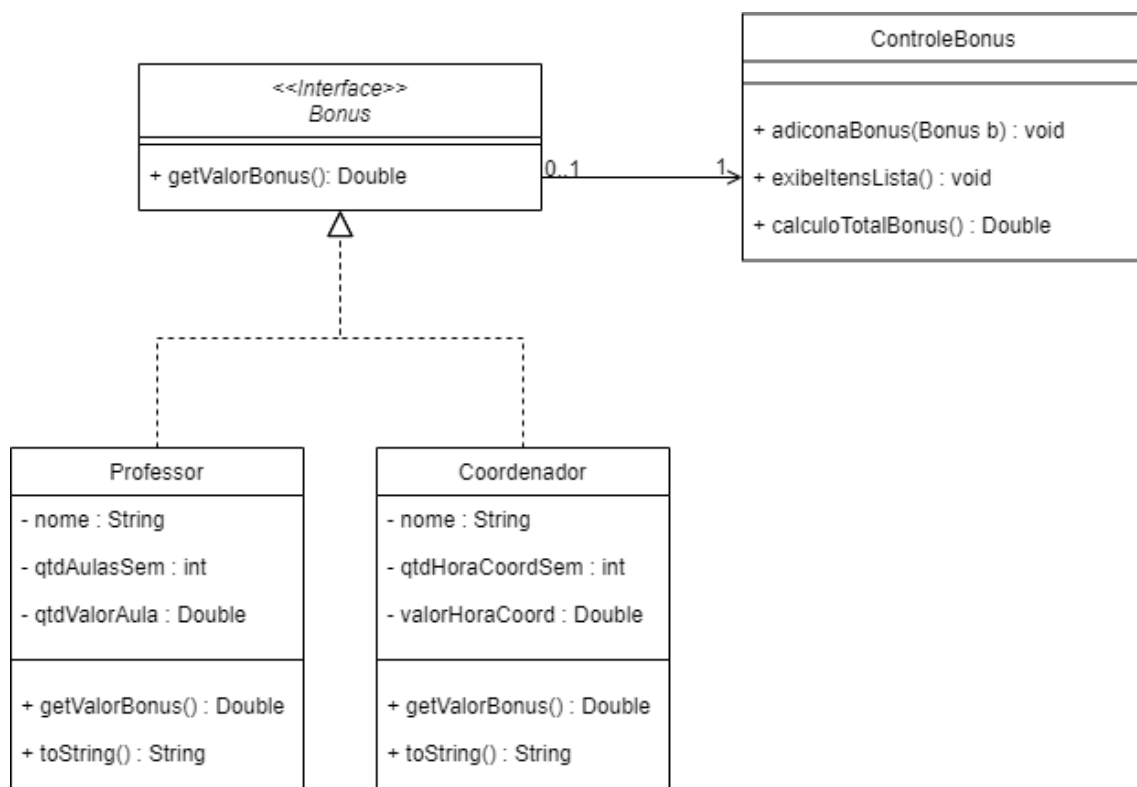 ControleBonus
+ adiconaBonus(Bonus b) : void
+ exibeItensLista() : void
+ calculoTotalBonus() : Double
<<Interface>>
Bonus
+ getValorBonus(): Double
0..1
1
Professor
- nome : String
- qtdAulasSem : int
- qtdValorAula : Double
+ getValorBonus() : Double
+ toString() : String
Coordenador
- nome : String
- qtdHoraCoordSem : int
- valorHoraCoord : Double
+ getValorBonus() : Double
+ toString() : String